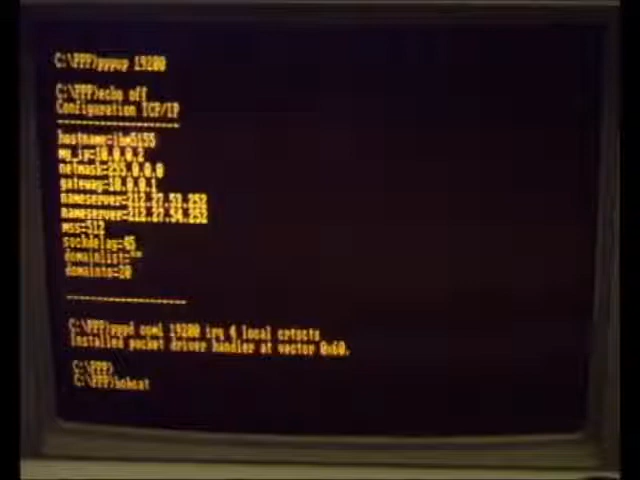 C:\PPP>pppup 19200
C:\PPP>echo off
Configuration TCP/IP
--------------------
hostname=ibm5155
my_ip=10.0.0.2
netmask=255.0.0.0
gateway=10.0.0.1
nameserver=212.27.53.252
nameserver=212.27.54.252
mss=512
sockdelay=45
domainlist=""
domainto=20
--------------------
C:\PPP>pppd com1 19200 irq 4 local crtscts
Installed packet driver handler at vector 0x60.
C:\PPP>
C:\PPP>bobcat